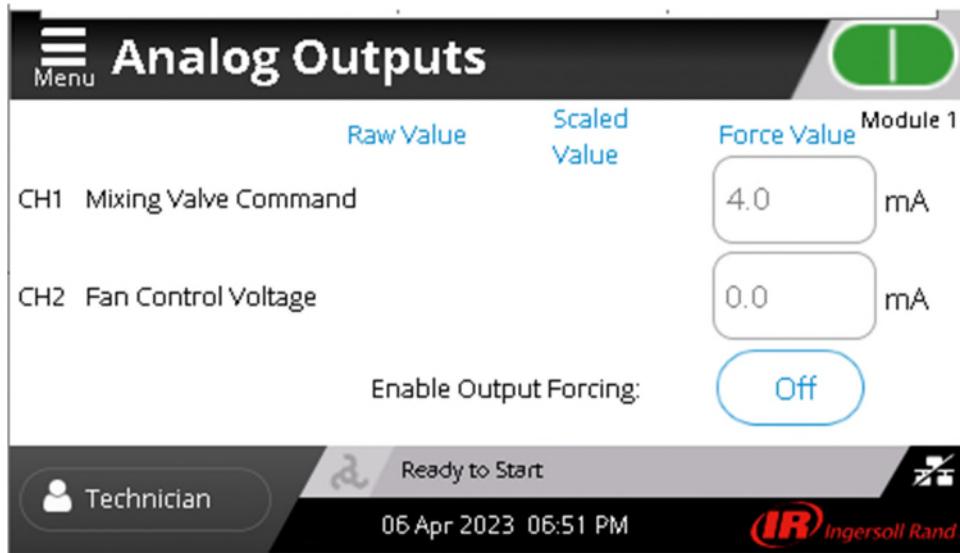 Menu Analog Outputs
Module 1
Raw Value Scaled Value Force Value
CH1 Mixing Valve Command 4.0 mA
CH2 Fan Control Voltage 0.0 mA
Enable Output Forcing: Off
Technician Ready to Start
06 Apr 2023 06:51 PM IR Ingersoll Rand